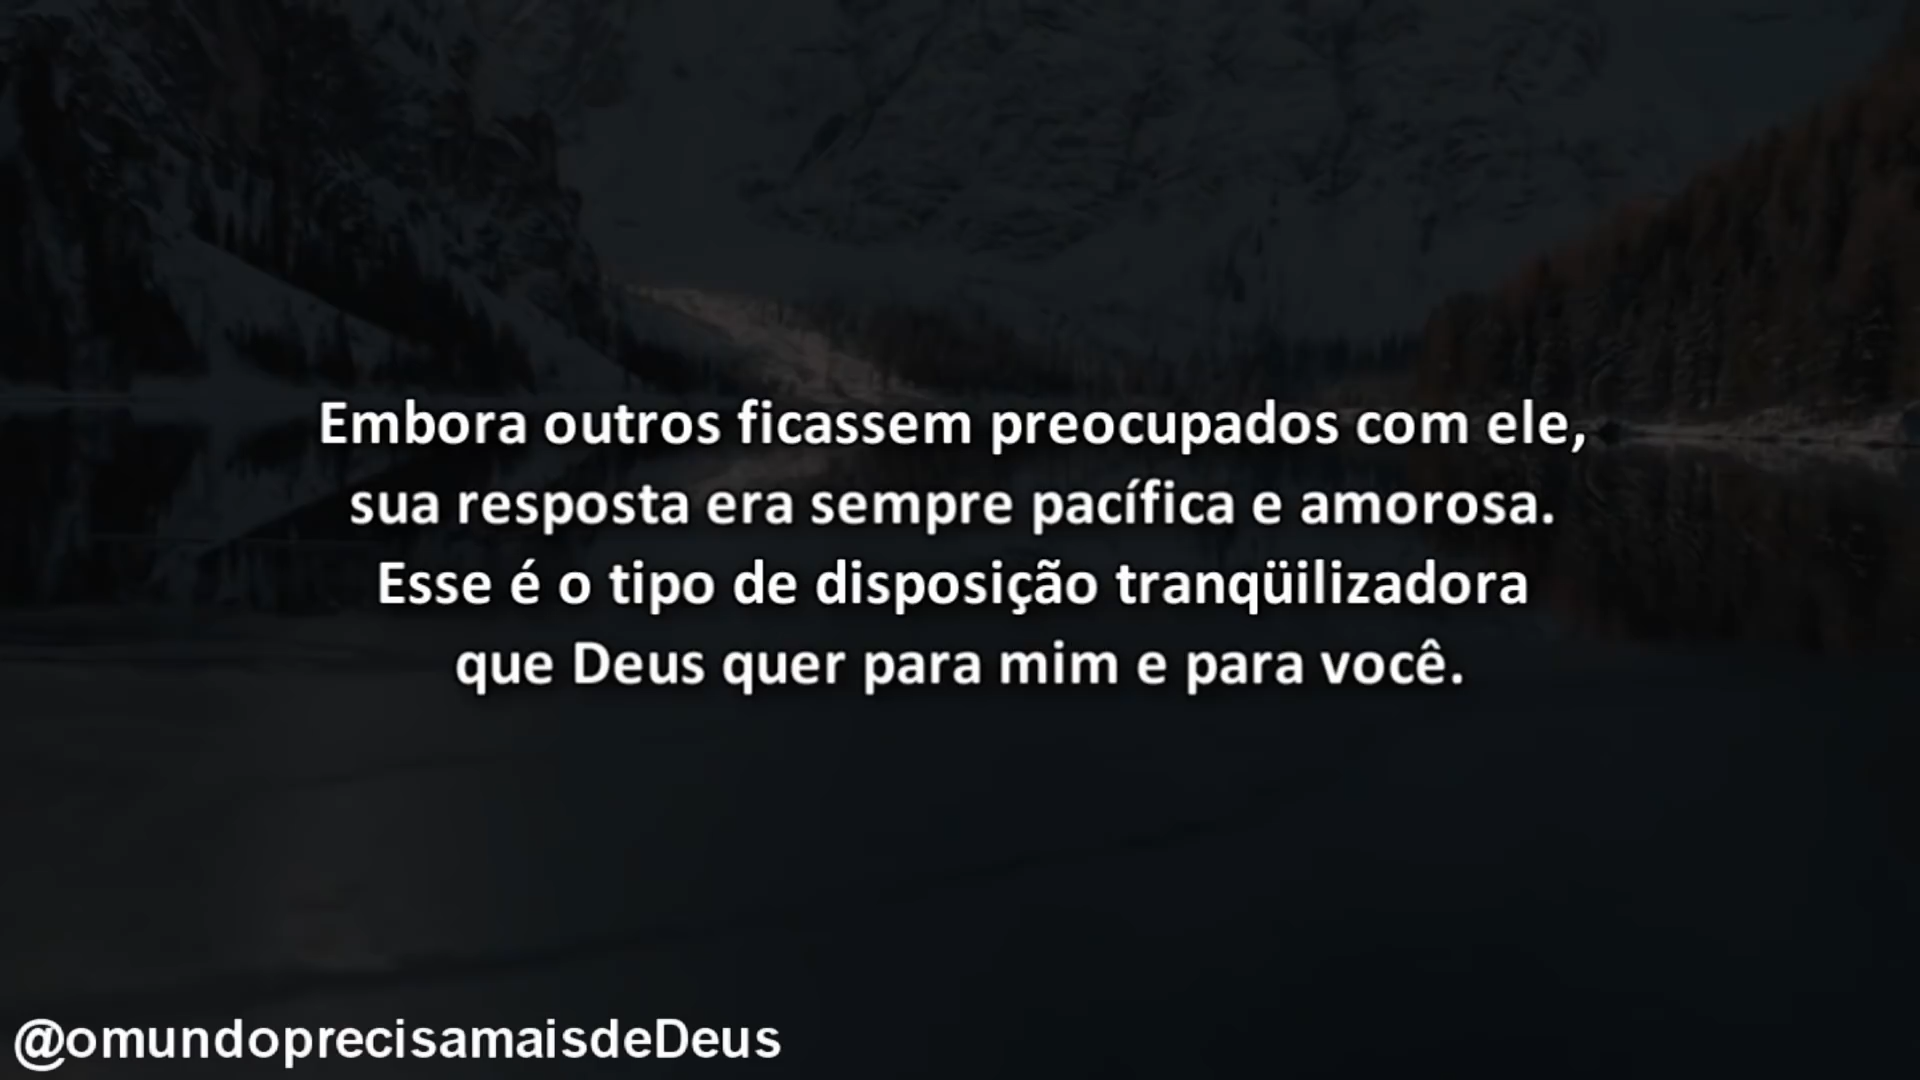 Embora outros ficassem preocupados com ele,
sua resposta era sempre pacífica e amorosa.
Esse é o tipo de disposição tranqüilizadora
que Deus quer para mim e para você.
@omundoprecisamaisdeDeus